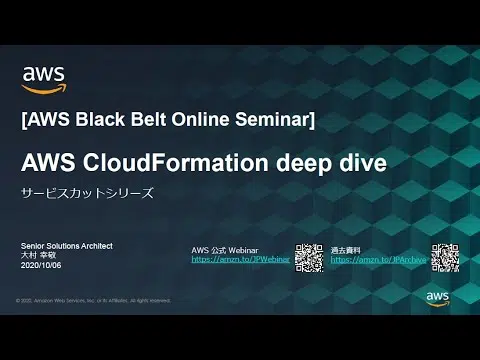 aws
[AWS Black Belt Online Seminar]
AWS CloudFormation deep dive
サービスカットシリーズ
Senior Solutions Architect
大村 幸敬
2020/10/06
AWS 公式 Webinar
https://amzn.to/JPWebinar
過去資料
https://amzn.to/JPArchive
© 2020, Amazon Web Services, Inc. or its Affiliates. All rights reserved.
aws